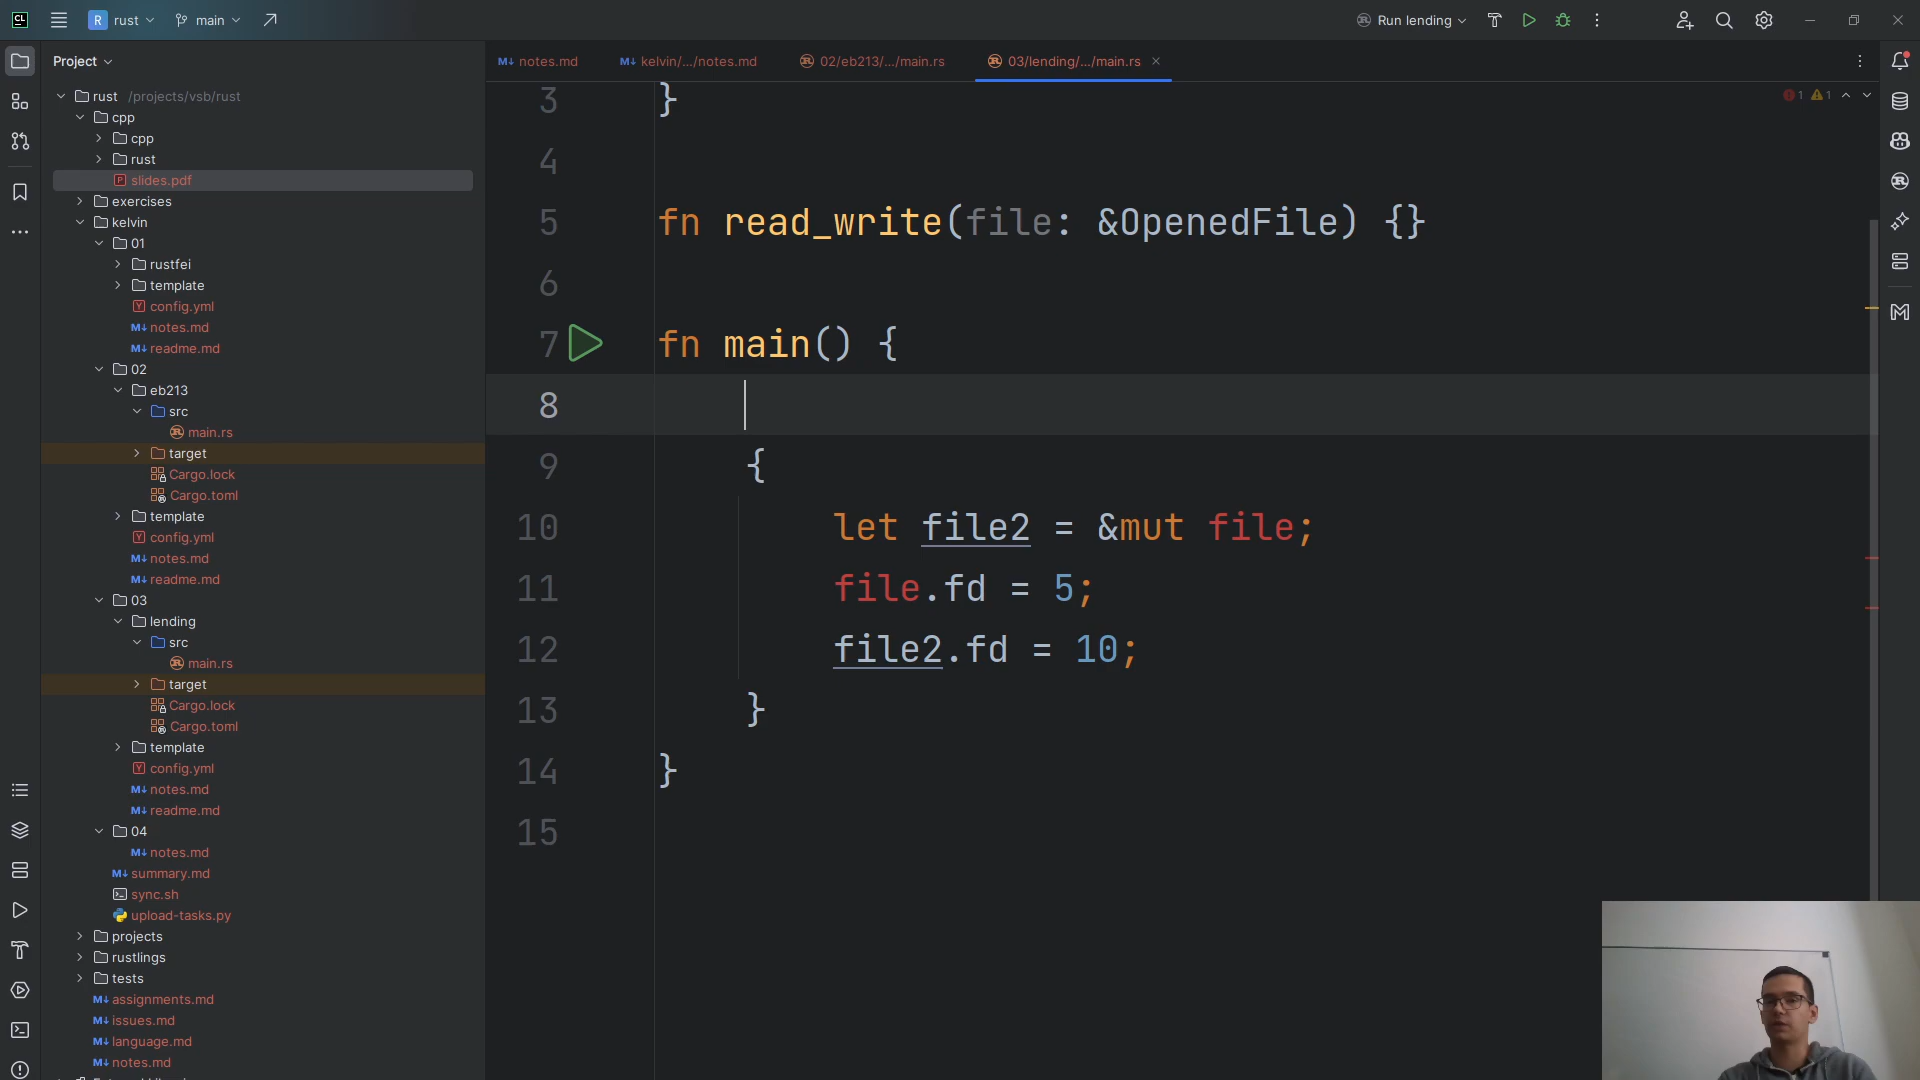 CL
R rust
main
Run lending
Project
notes.md
kelvin/.../notes.md
02/eb213/.../main.rs
03/lending/.../main.rs
rust /projects/vsb/rust
cpp
cpp
rust
slides.pdf
exercises
kelvin
01
rustfei
template
config.yml
notes.md
readme.md
02
eb213
src
main.rs
target
Cargo.lock
Cargo.toml
template
config.yml
notes.md
readme.md
03
lending
src
main.rs
target
Cargo.lock
Cargo.toml
template
config.yml
notes.md
readme.md
04
notes.md
summary.md
sync.sh
upload-tasks.py
projects
rustlings
tests
assignments.md
issues.md
language.md
notes.md
1 1
3 }
4
5 fn read_write(file: &OpenedFile) {}
6
7 fn main() {
8
9 {
10 let file2 = &mut file;
11 file.fd = 5;
12 file2.fd = 10;
13 }
14 }
15